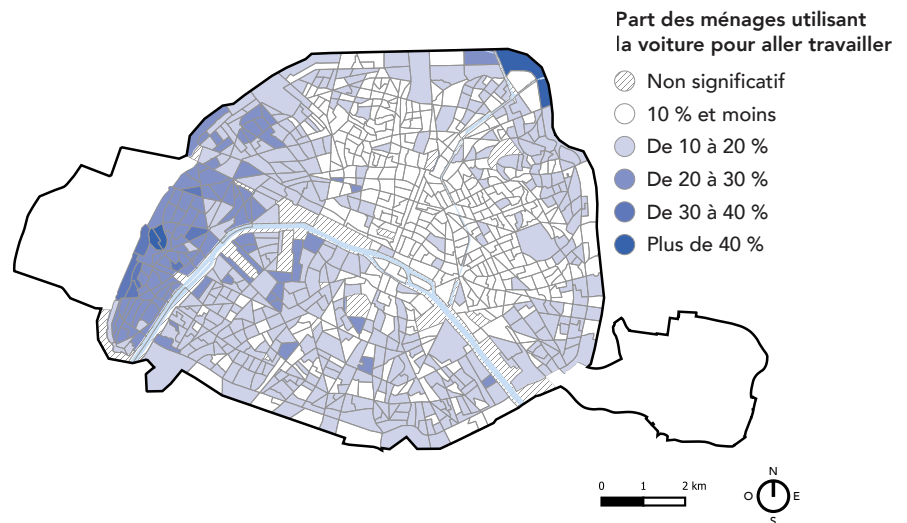 Part des ménages utilisant
la voiture pour aller travailler
Non significatif
10 % et moins
De 10 à 20 %
De 20 à 30 %
De 30 à 40 %
Plus de 40 %
0 1 2 km
N
O E
S